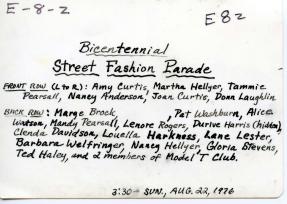 E-8-2
E82
Bicentennial
Street Fashion Parade
FRONT ROW (L to R): Amy Curtis, Martha Hellyer, Tammie
Pearsall, Nancy Anderson, Joan Curtis, Donn Laughlin
BACK ROW: Marge Brock, , Pat Washburn, Alice
Watson, Mandy Pearsall, Lenore Rogers, Durive Harris (hidden),
Clenda Davidson, Louella Harkness, Lane Lester,
Barbara Welfringer, Nancy Hellyer, Gloria Stevens,
Ted Haley, and 2 members of Model T Club.
3:30 - SUN., AUG. 22, 1976